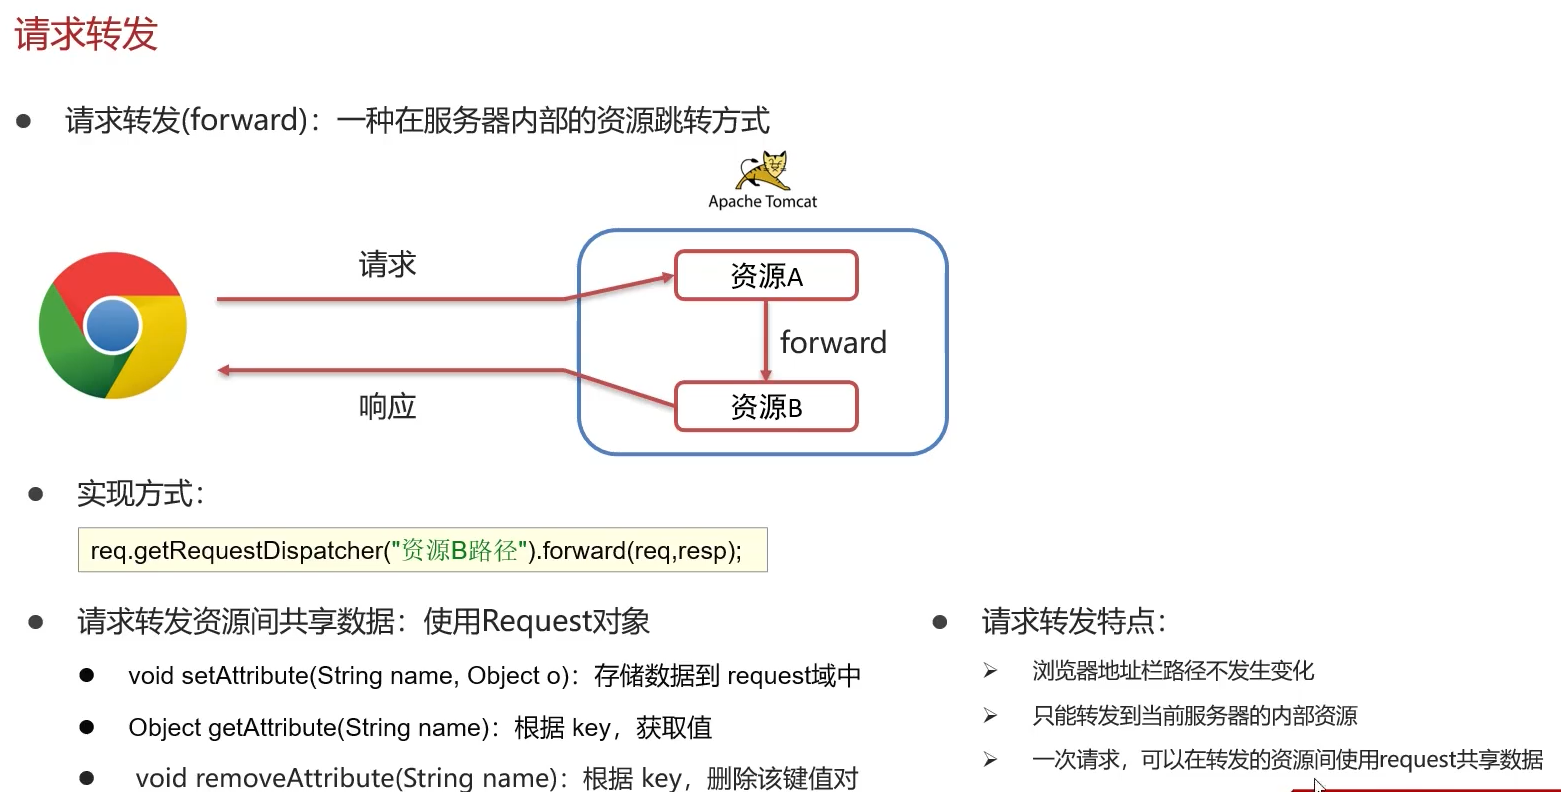 请求转发
请求转发(forward)：一种在服务器内部的资源跳转方式
Apache Tomcat
请求
资源A
forward
响应
资源B
实现方式：
req.getRequestDispatcher("资源B路径").forward(req,resp);
请求转发资源间共享数据：使用Request对象
void setAttribute(String name, Object o)：存储数据到 request域中
Object getAttribute(String name)：根据 key，获取值
void removeAttribute(String name)：根据 key，删除该键值对
请求转发特点：
浏览器地址栏路径不发生变化
只能转发到当前服务器的内部资源
一次请求，可以在转发的资源间使用request共享数据